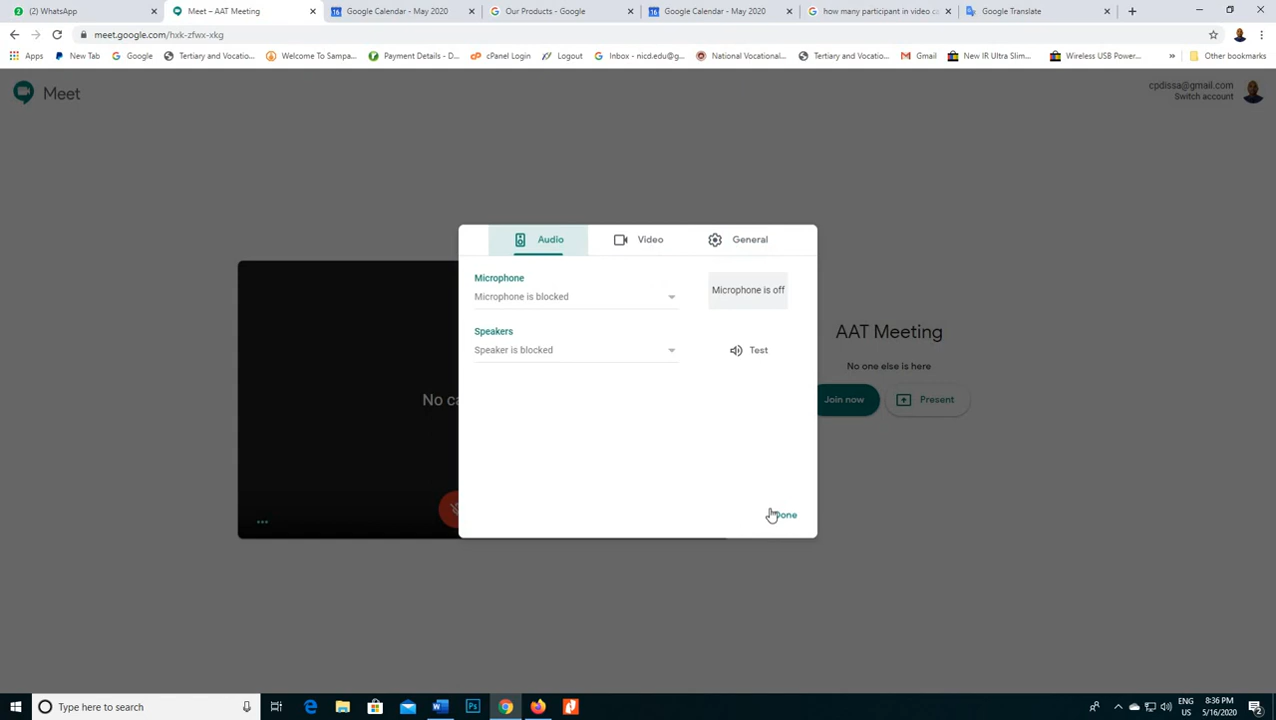 (2) WhatsApp
Meet – AAT Meeting
Google Calendar - May 2020
Our Products - Google
Google Calendar - May 2020
how many participant in video c
Google Translate
meet.google.com/hxk-zfwx-xkg
Apps
New Tab
Google
Tertiary and Vocatio...
Welcome To Sampa...
Payment Details - D...
cPanel Login
Logout
Inbox - nicd.edu@g...
National Vocational...
Tertiary and Vocatio...
Gmail
New IR Ultra Slim...
Wireless USB Power...
»
Other bookmarks
Meet
cpdissa@gmail.com
Switch account
Audio
Video
General
Microphone
Microphone is blocked
Microphone is off
Speakers
Speaker is blocked
Test
AAT Meeting
No one else is here
No ca
Join now
Present
Done
Type here to search
ENG
US
8:36 PM
5/16/2020